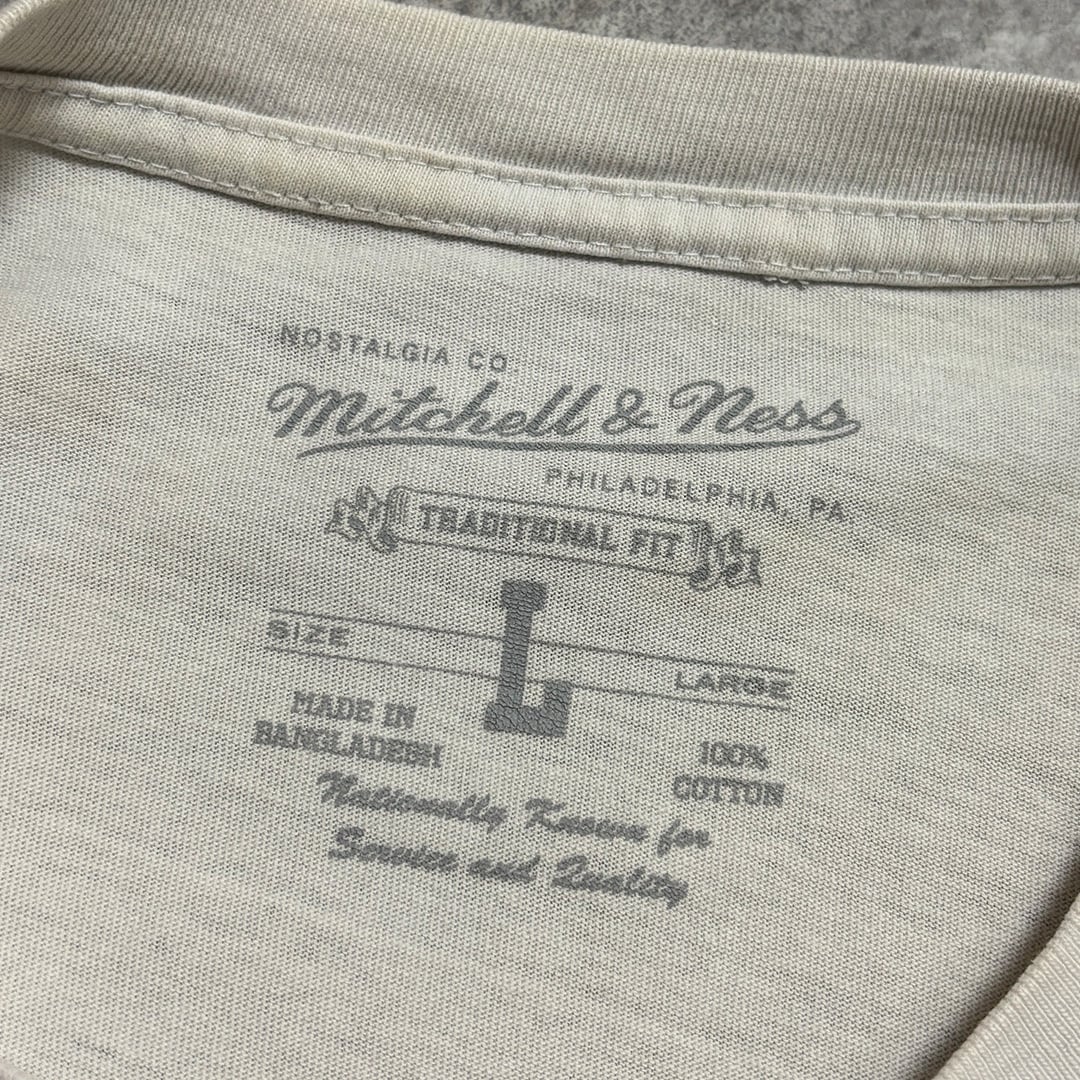 NOSTALGIA CO
Mitchell & Ness
PHILADELPHIA, PA
TRADITIONAL FIT
L
SIZE
LARGE
MADE IN
BANGLADESH
100%
COTTON
Nationally Known for
Service and Quality